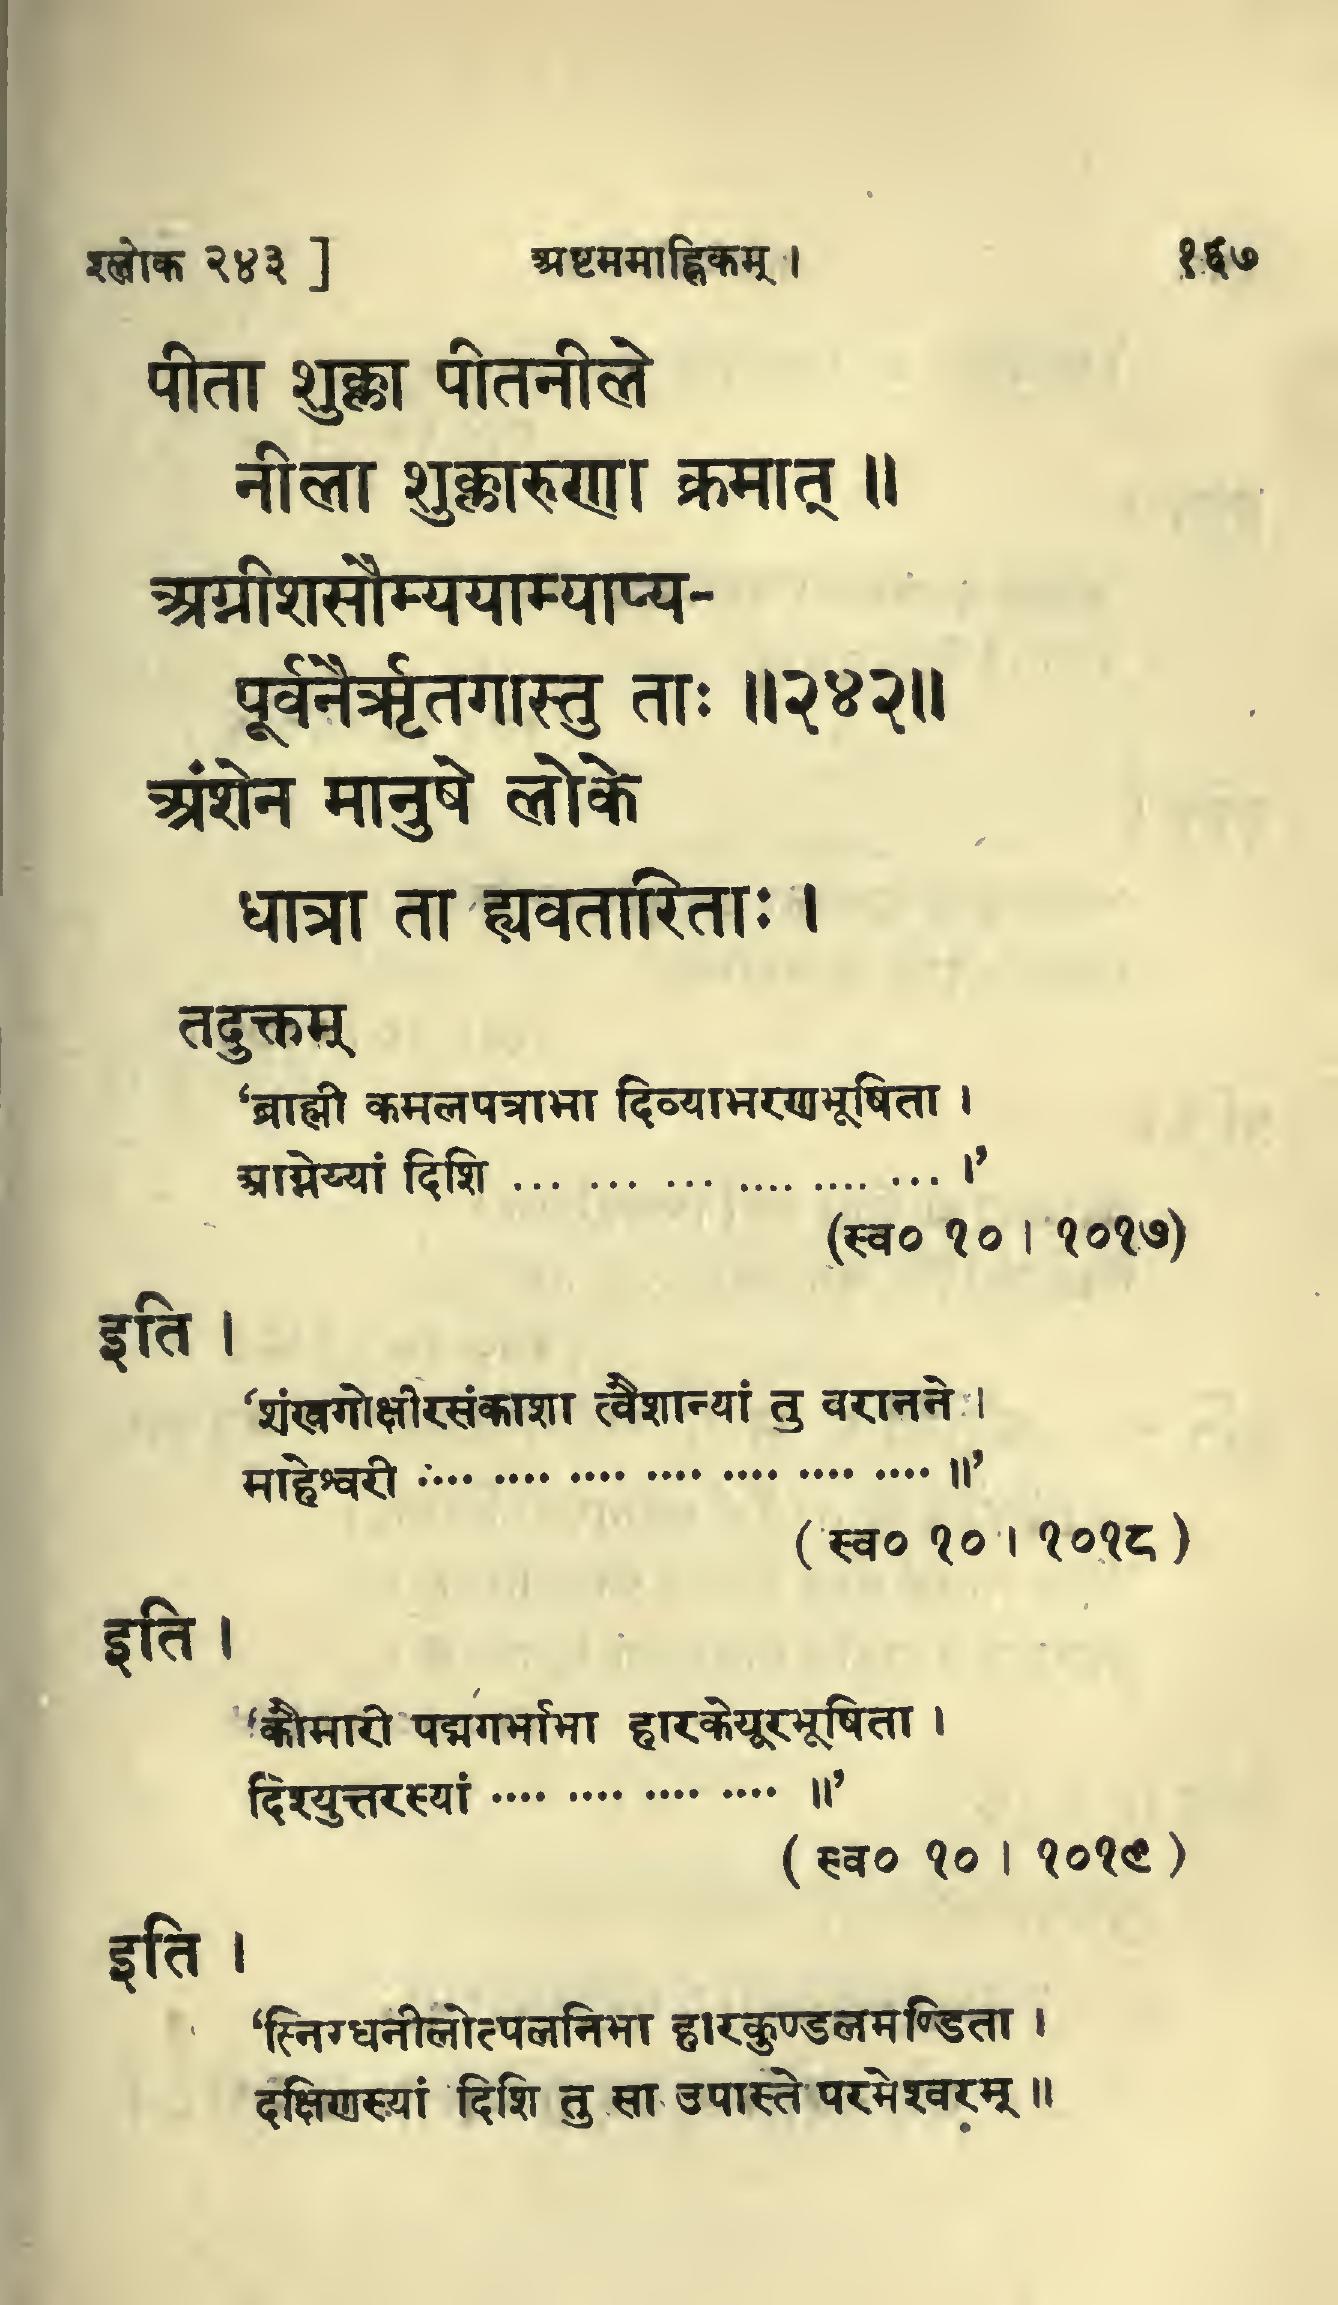 श्लोक २४३ ] अष्टममाह्निकम् । १६७
पीता शुक्ला पीतनीले
नीला शुक्लारुणा क्रमात् ॥
अग्नीशसौम्ययाम्याप्य-
पूर्वनैर्ऋतगास्तु ताः ॥२४२॥
अंशेन मानुषे लोके
धात्रा ता ह्यवतारिताः ।
तदुक्तम्
‘ब्राह्मी कमलपत्राभा दिव्याभरणभूषिता ।
आग्नेय्यां दिशि ... ... ... .... .... ... ।’
(स्व० १० । १०१७)
इति ।
‘शंखगोक्षीरसंकाशा त्वैशान्यां तु वरानने ।
माहेश्वरी .... .... .... .... .... .... .... ॥’
( स्व० १० । १०१८ )
इति ।
‘कौमारी पद्मगर्भाभा हारकेयूरभूषिता ।
दिश्युत्तरस्यां .... .... .... .... ॥’
( स्व० १० । १०१९ )
इति ।
‘स्निग्धनीलोत्पलनिभा हारकुण्डलमण्डिता ।
दक्षिणस्यां दिशि तु सा उपास्ते परमेश्वरम् ॥